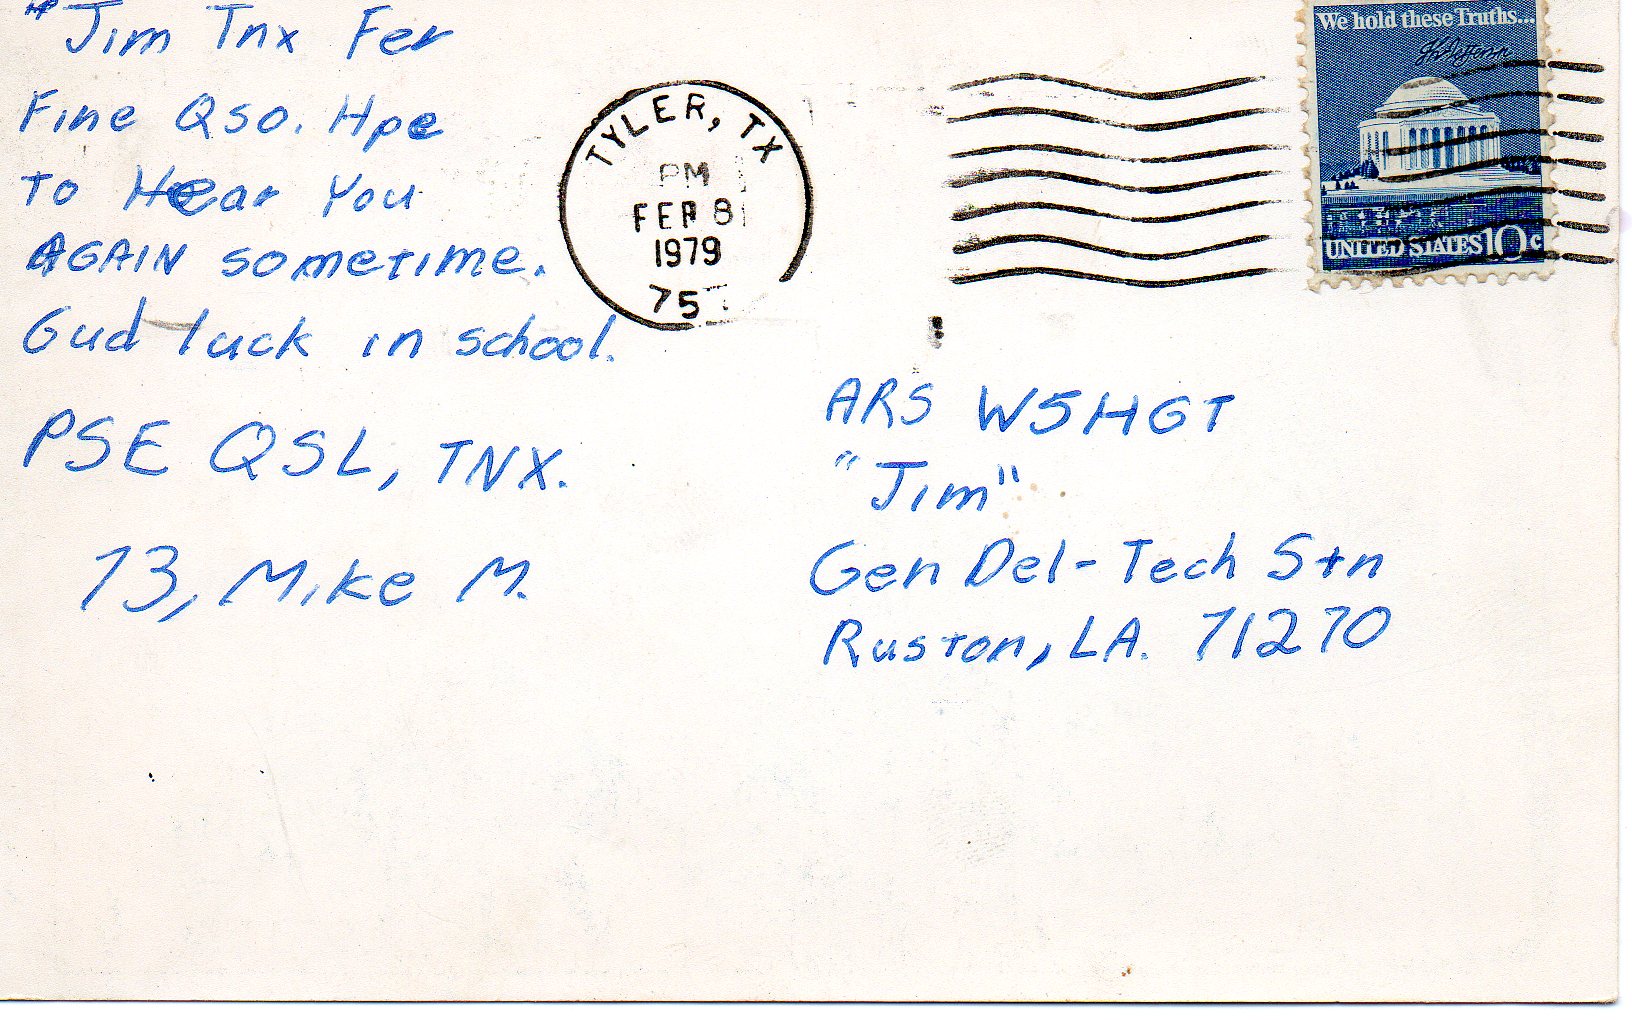 "Jim Tnx Fer
Fine Qso. Hpe
To Hear You
AGAIN sometime.
Gud luck in school.
PSE QSL, TNX.
73, Mike M.
TYLER, TX
PM
FEB 8
1979
75
We hold these Truths...
UNITED STATES 10c
ARS W5HGT
"Jim"
Gen Del-Tech Stn
Ruston, LA. 71270